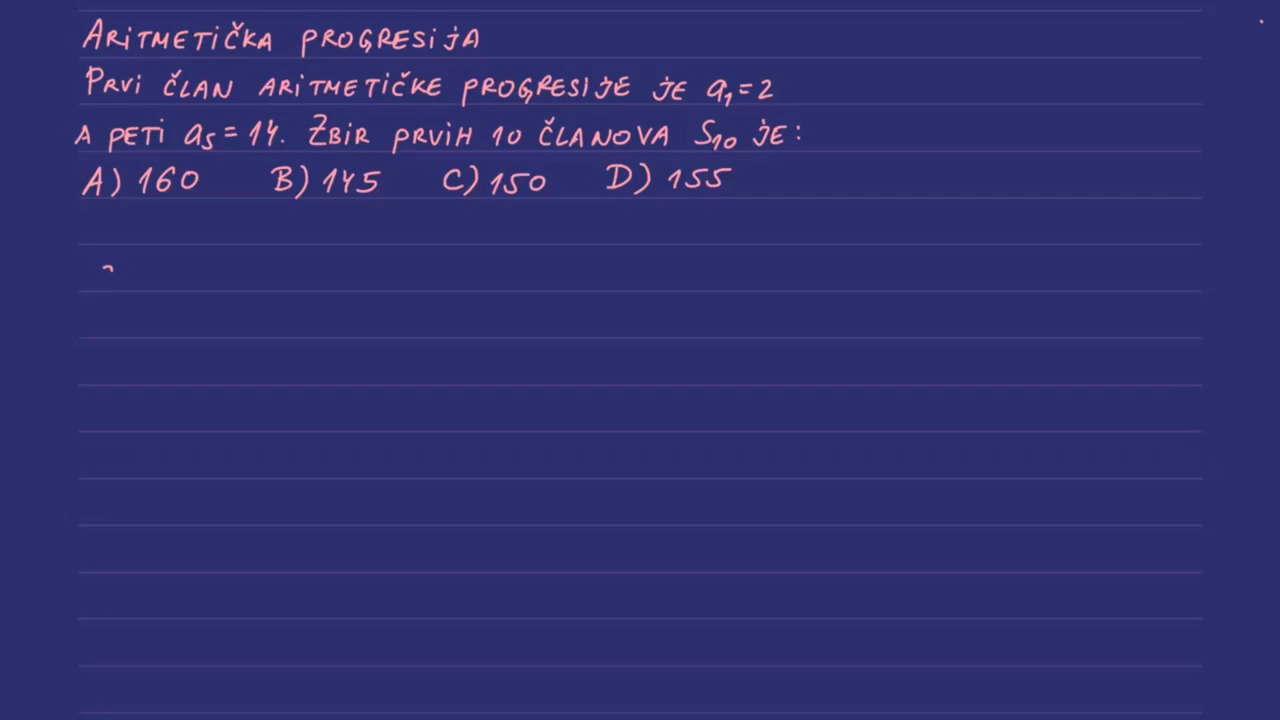 ARITMETIČKA PROGRESIJA
PRVI ČLAN ARITMETIČKE PROGRESIJE JE a₁=2
A PETI a₅=14. ZBIR PRVIH 10 ČLANOVA S₁₀ JE:
A) 160 B) 145 C) 150 D) 155